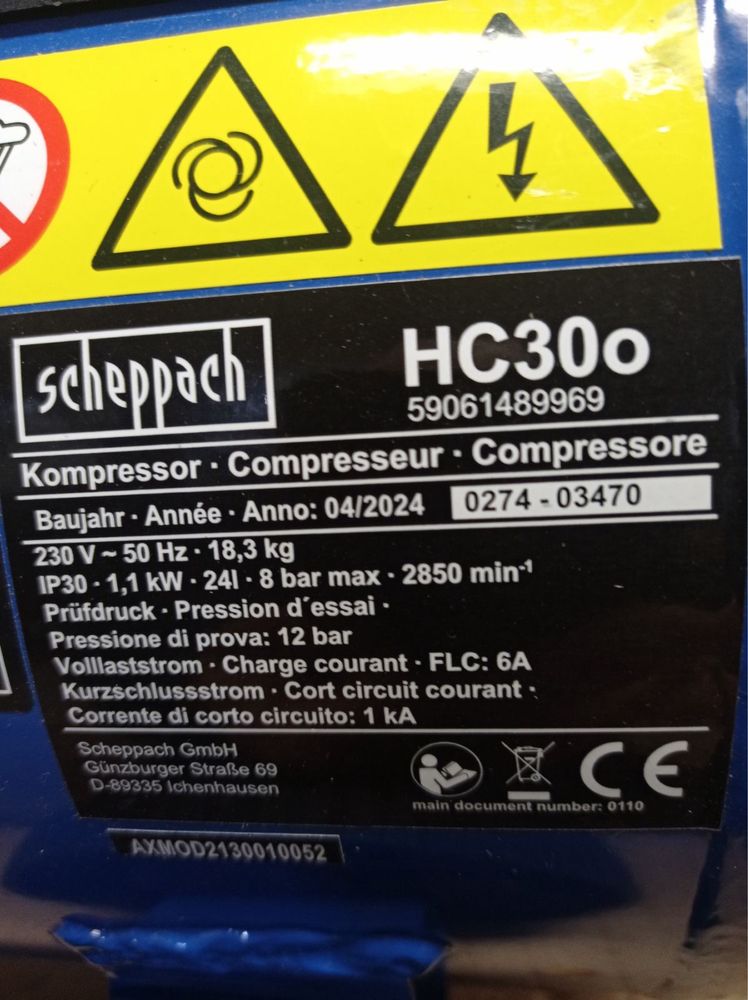 scheppach
HC30o
59061489969
Kompressor · Compresseur · Compressore
Baujahr · Année · Anno: 04/2024 0274 - 03470
230 V ~ 50 Hz · 18,3 kg
IP30 · 1,1 kW · 24l · 8 bar max · 2850 min⁻¹
Prüfdruck · Pression d´essai ·
Pressione di prova: 12 bar
Volllaststrom · Charge courant · FLC: 6A
Kurzschlussstrom · Cort circuit courant ·
Corrente di corto circuito: 1 kA
Scheppach GmbH
Günzburger Straße 69
D-89335 Ichenhausen
CE
main document number: 0110
AXMOD2130010052